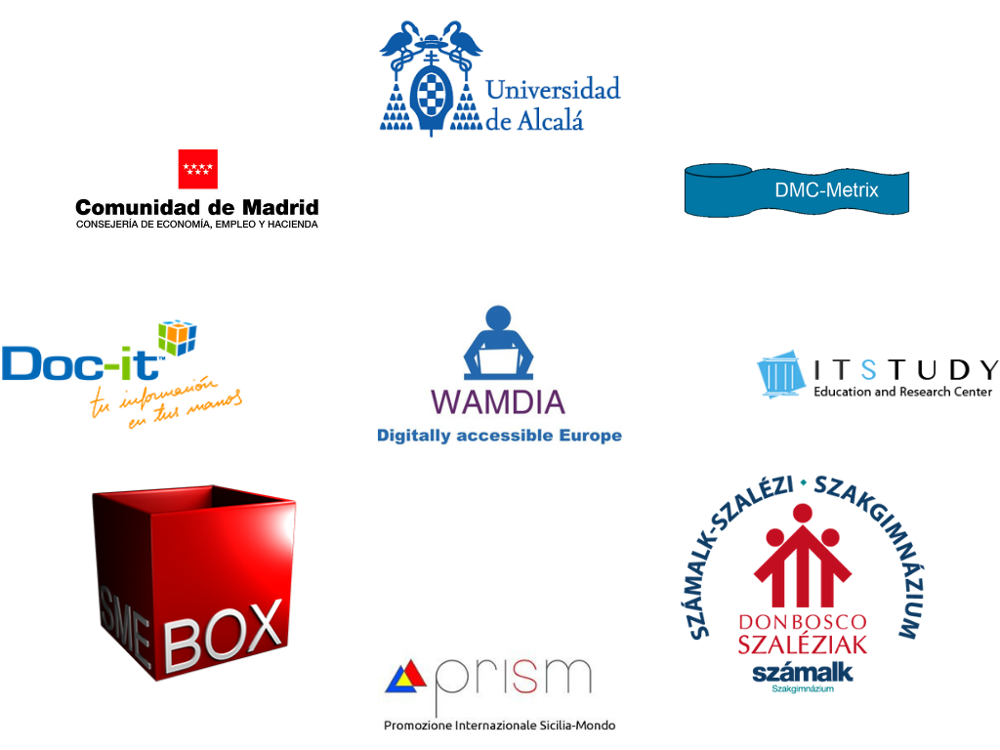 Universidad
de Alcalá
Comunidad de Madrid
CONSEJERÍA DE ECONOMÍA, EMPLEO Y HACIENDA
DMC-Metrix
Doc-it™
tu información
en tus manos
WAMDIA
Digitally accessible Europe
ITSTUDY
Education and Research Center
SME BOX
SZÁMALK-SZALÉZI · SZAKGIMNÁZIUM
DON BOSCO
SZALÉZIAK
számalk
Szakgimnázium
prism
Promozione Internazionale Sicilia-Mondo